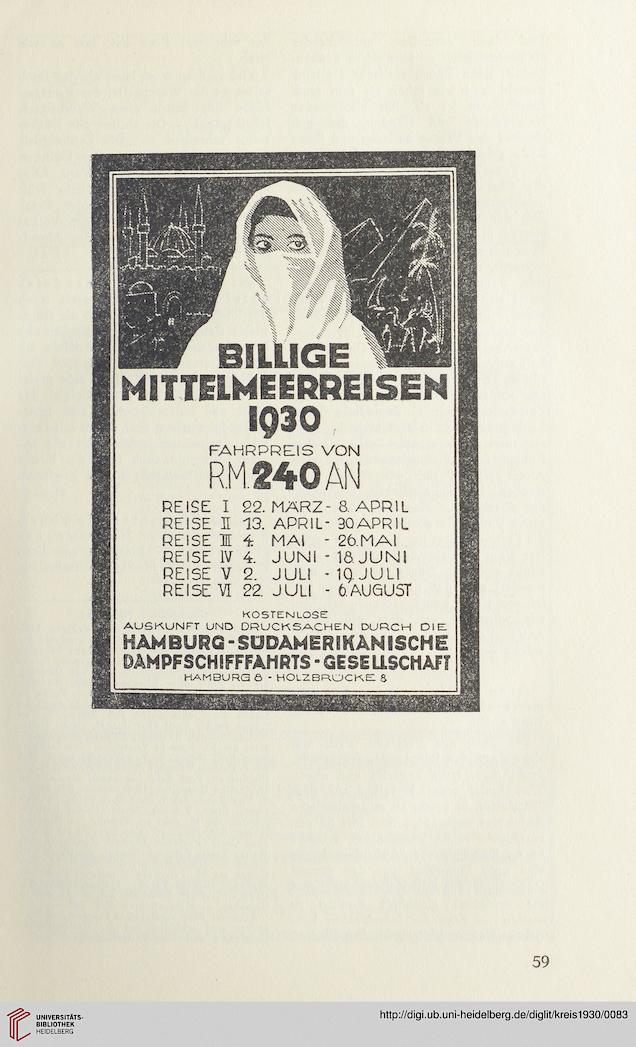 BILLIGE
MITTELMEERREISEN
1930
FAHRPREIS VON
R.M. 240 AN
REISE I 22. MÄRZ - 8. APRIL
REISE II 13. APRIL - 30 APRIL
REISE III 4. MAI - 26. MAI
REISE IV 4. JUNI - 18. JUNI
REISE V 2. JULI - 19. JULI
REISE VI 22. JULI - 6. AUGUST
KOSTENLOSE
AUSKUNFT UND DRUCKSACHEN DURCH DIE
HAMBURG-SÜDAMERIKANISCHE
DAMPFSCHIFFFAHRTS-GESELLSCHAFT
HAMBURG 8 - HOLZBRÜCKE 8
59
UNIVERSITÄTS-
BIBLIOTHEK
HEIDELBERG
http://digi.ub.uni-heidelberg.de/diglit/kreis1930/0083